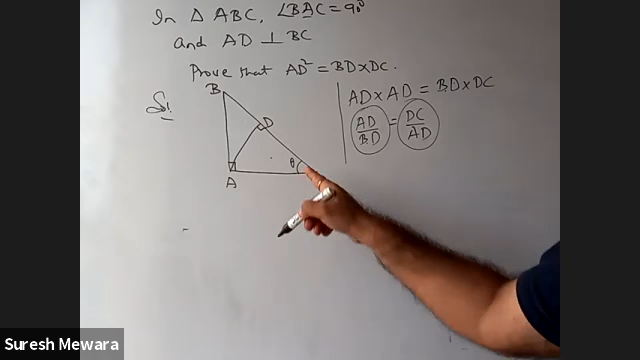 In △ ABC, ∠BAC = 90°
and AD ⊥ BC
Prove that AD² = BD×DC.
Sol
B
D
θ
A
AD×AD = BD×DC
AD/BD = DC/AD
Suresh Mewara